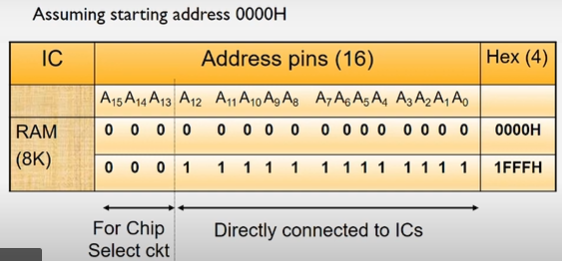 Assuming starting address 0000H
IC Address pins (16) Hex (4)
A15 A14 A13 A12 A11 A10 A9 A8 A7 A6 A5 A4 A3 A2 A1 A0
RAM 0 0 0 0 0 0 0 0 0 0 0 0 0 0 0 0 0000H
(8K) 0 0 0 1 1 1 1 1 1 1 1 1 1 1 1 1 1FFFH
For Chip Directly connected to ICs
Select ckt